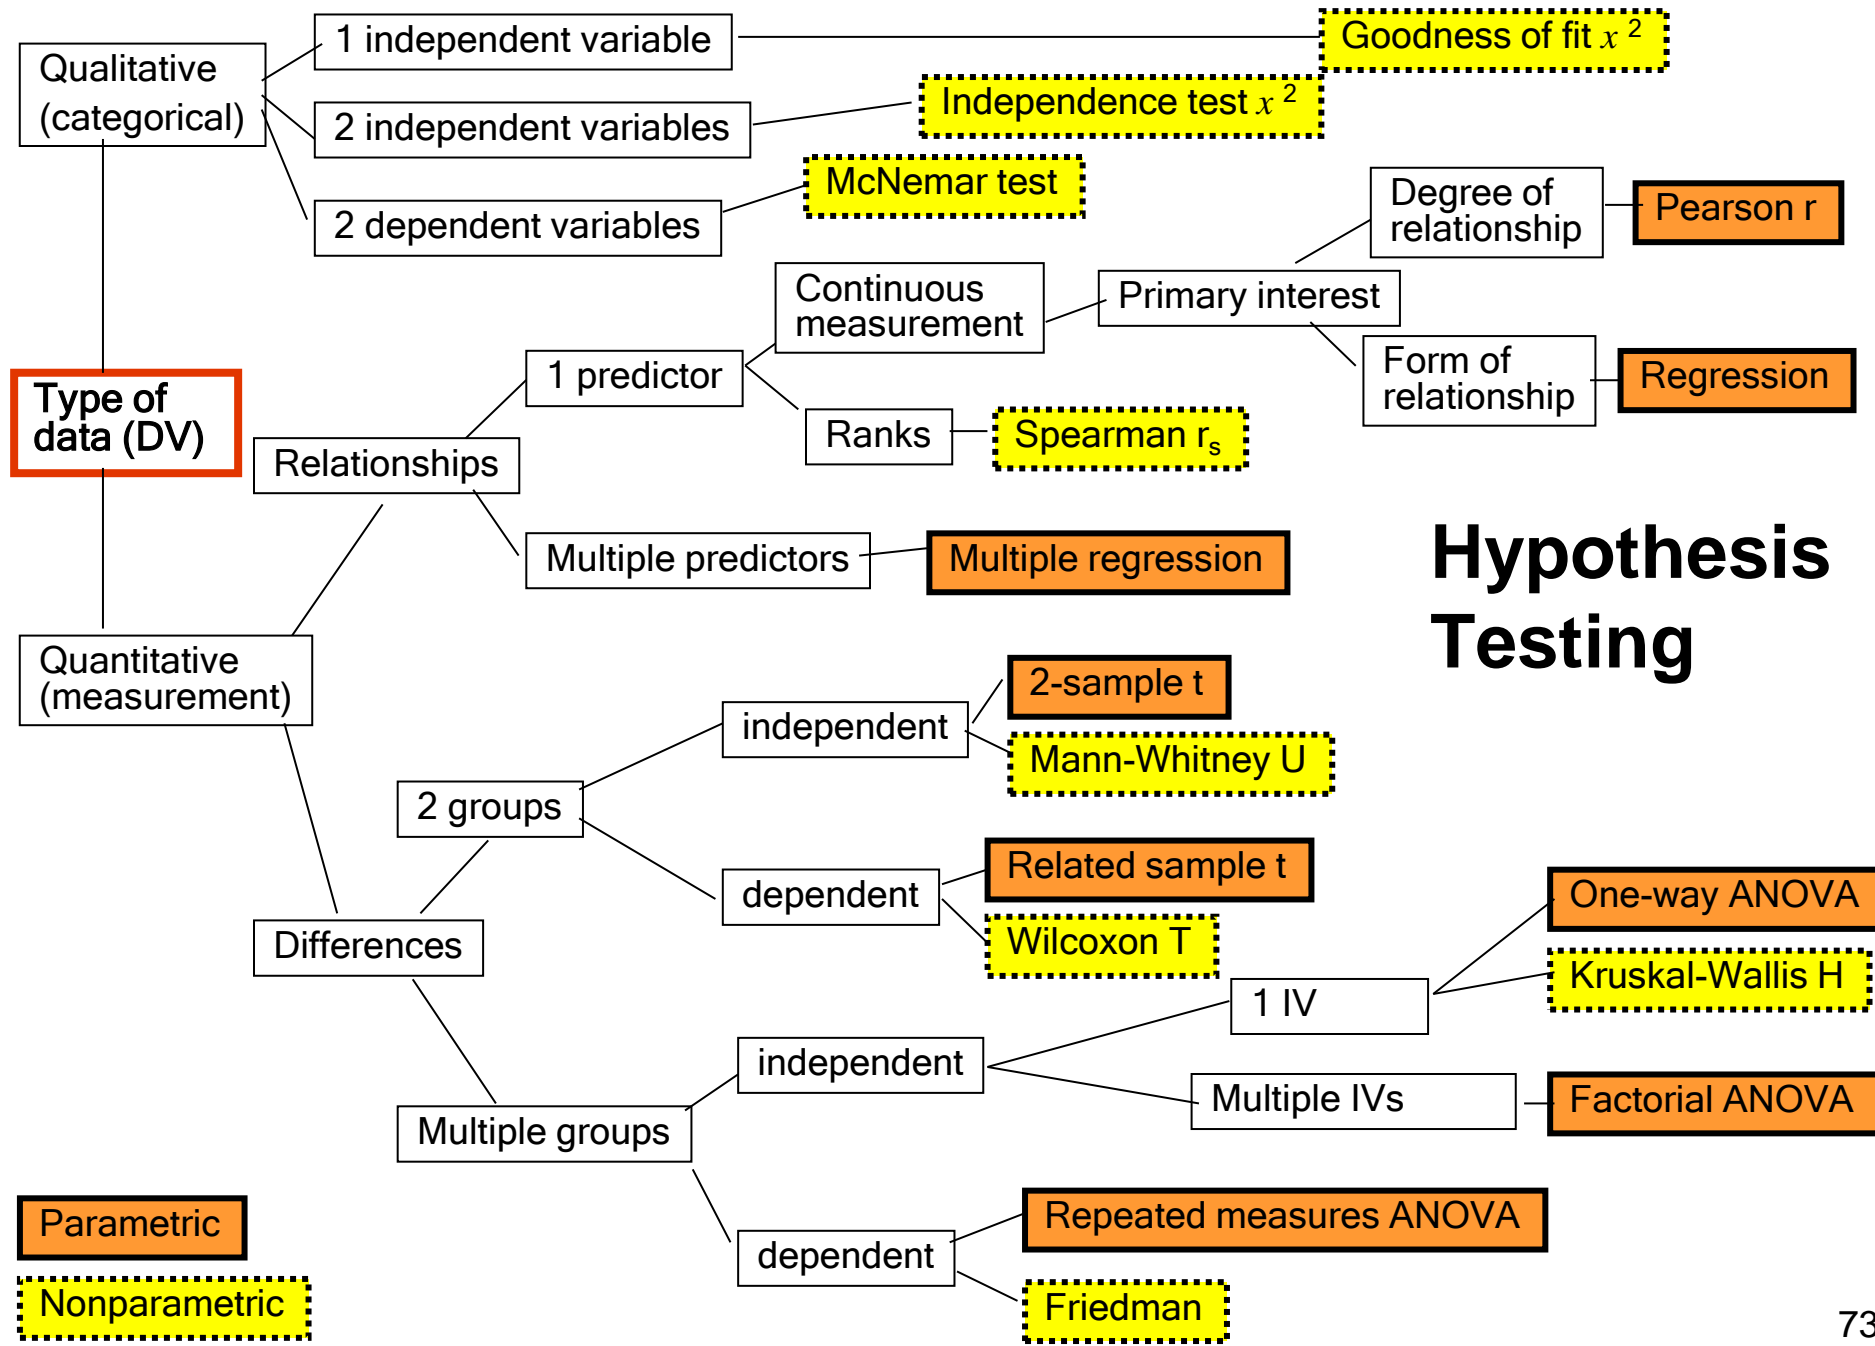 1 independent variable
Goodness of fit x 2
Qualitative
(categorical)
2 independent variables
Independence test x 2
McNemar test
2 dependent variables
Degree of
relationship
Pearson r
Continuous
measurement
Primary interest
1 predictor
Form of
relationship
Regression
Type of
data (DV)
Ranks
Spearman rs
Relationships
Multiple predictors
Multiple regression
Hypothesis
Testing
Quantitative
(measurement)
2-sample t
independent
Mann-Whitney U
2 groups
Related sample t
dependent
Wilcoxon T
One-way ANOVA
Differences
Kruskal-Wallis H
1 IV
independent
Multiple IVs
Factorial ANOVA
Multiple groups
Parametric
Repeated measures ANOVA
dependent
Nonparametric
Friedman
73